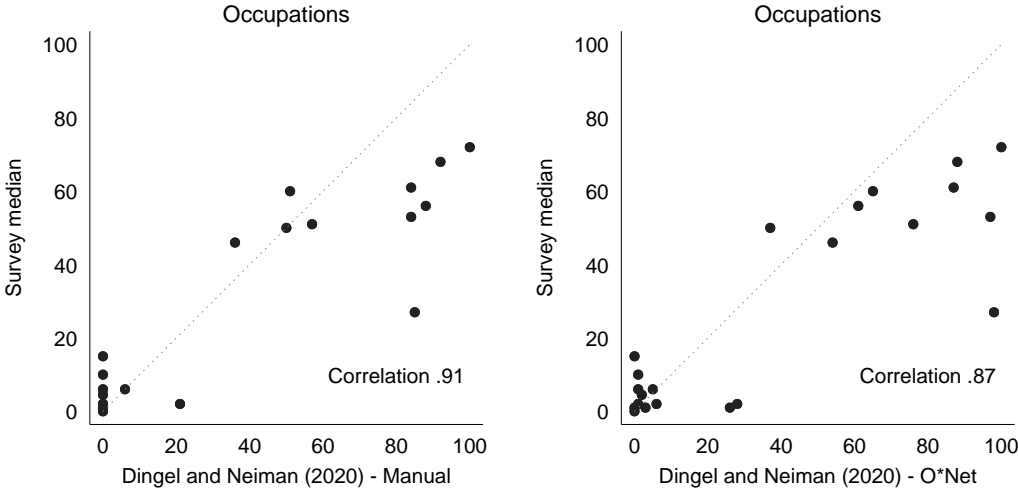 Occupations
100
80
60
40
20
0
Survey median
Correlation .91
0 20 40 60 80 100
Dingel and Neiman (2020) - Manual
Occupations
100
80
60
40
20
0
Survey median
Correlation .87
0 20 40 60 80 100
Dingel and Neiman (2020) - O*Net